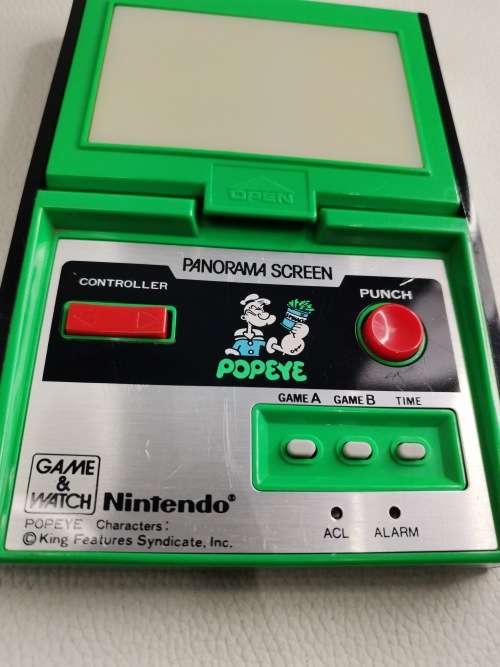 OPEN
PANORAMA SCREEN
CONTROLLER
PUNCH
POPEYE
GAME A GAME B TIME
GAME
&
WATCH
Nintendo®
ACL ALARM
POPEYE Characters:
© King Features Syndicate, Inc.